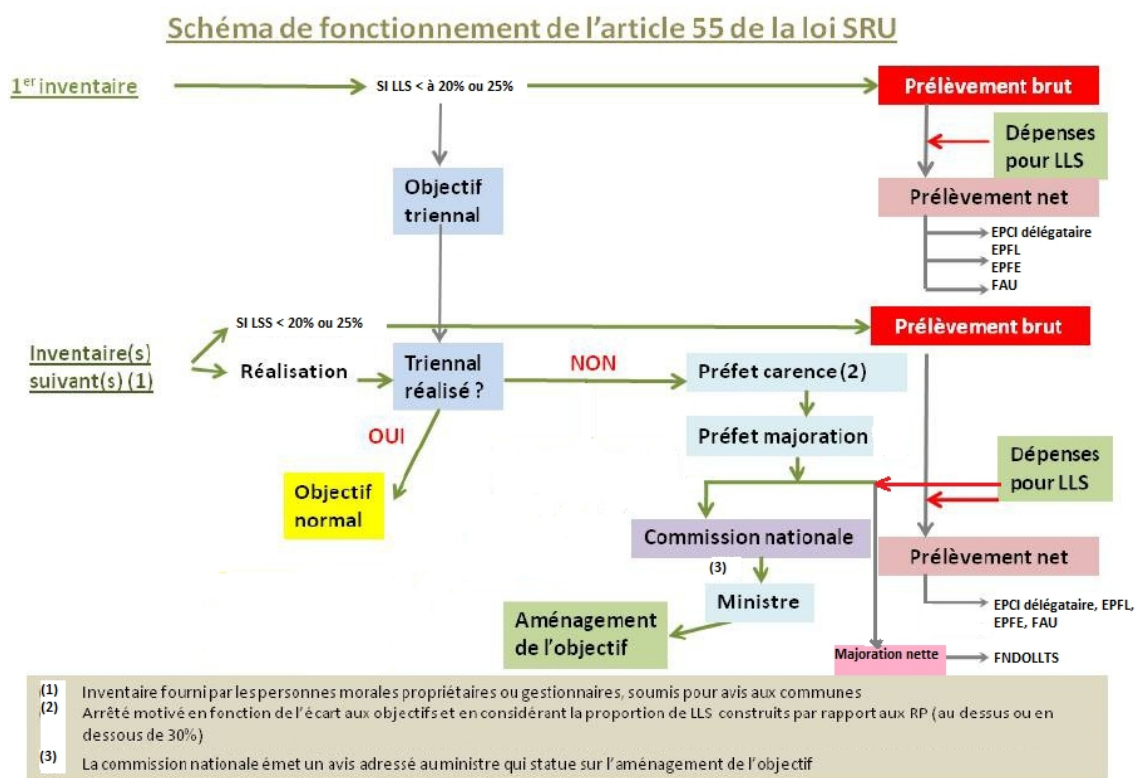 Schéma de fonctionnement de l'article 55 de la loi SRU
1er inventaire
SI LLS < à 20% ou 25%
Prélèvement brut
Dépenses
pour LLS
Objectif
triennal
Prélèvement net
EPCI délégataire
EPFL
EPFE
FAU
SI LSS < 20% ou 25%
Prélèvement brut
Inventaire(s)
suivant(s) (1)
Réalisation
Triennal
réalisé ?
NON
Préfet carence (2)
OUI
Préfet majoration
Objectif
normal
Dépenses
pour LLS
Commission nationale
Prélèvement net
(3)
Ministre
EPCI délégataire, EPFL,
EPFE, FAU
Aménagement
de l'objectif
Majoration nette
FNDOLLTS
(1) Inventaire fourni par les personnes morales propriétaires ou gestionnaires, soumis pour avis aux communes
(2) Arrêté motivé en fonction de l'écart aux objectifs et en considérant la proportion de LLS construits par rapport aux RP (au dessus ou en
dessous de 30%)
(3) La commission nationale émet un avis adressé au ministre qui statue sur l'aménagement de l'objectif